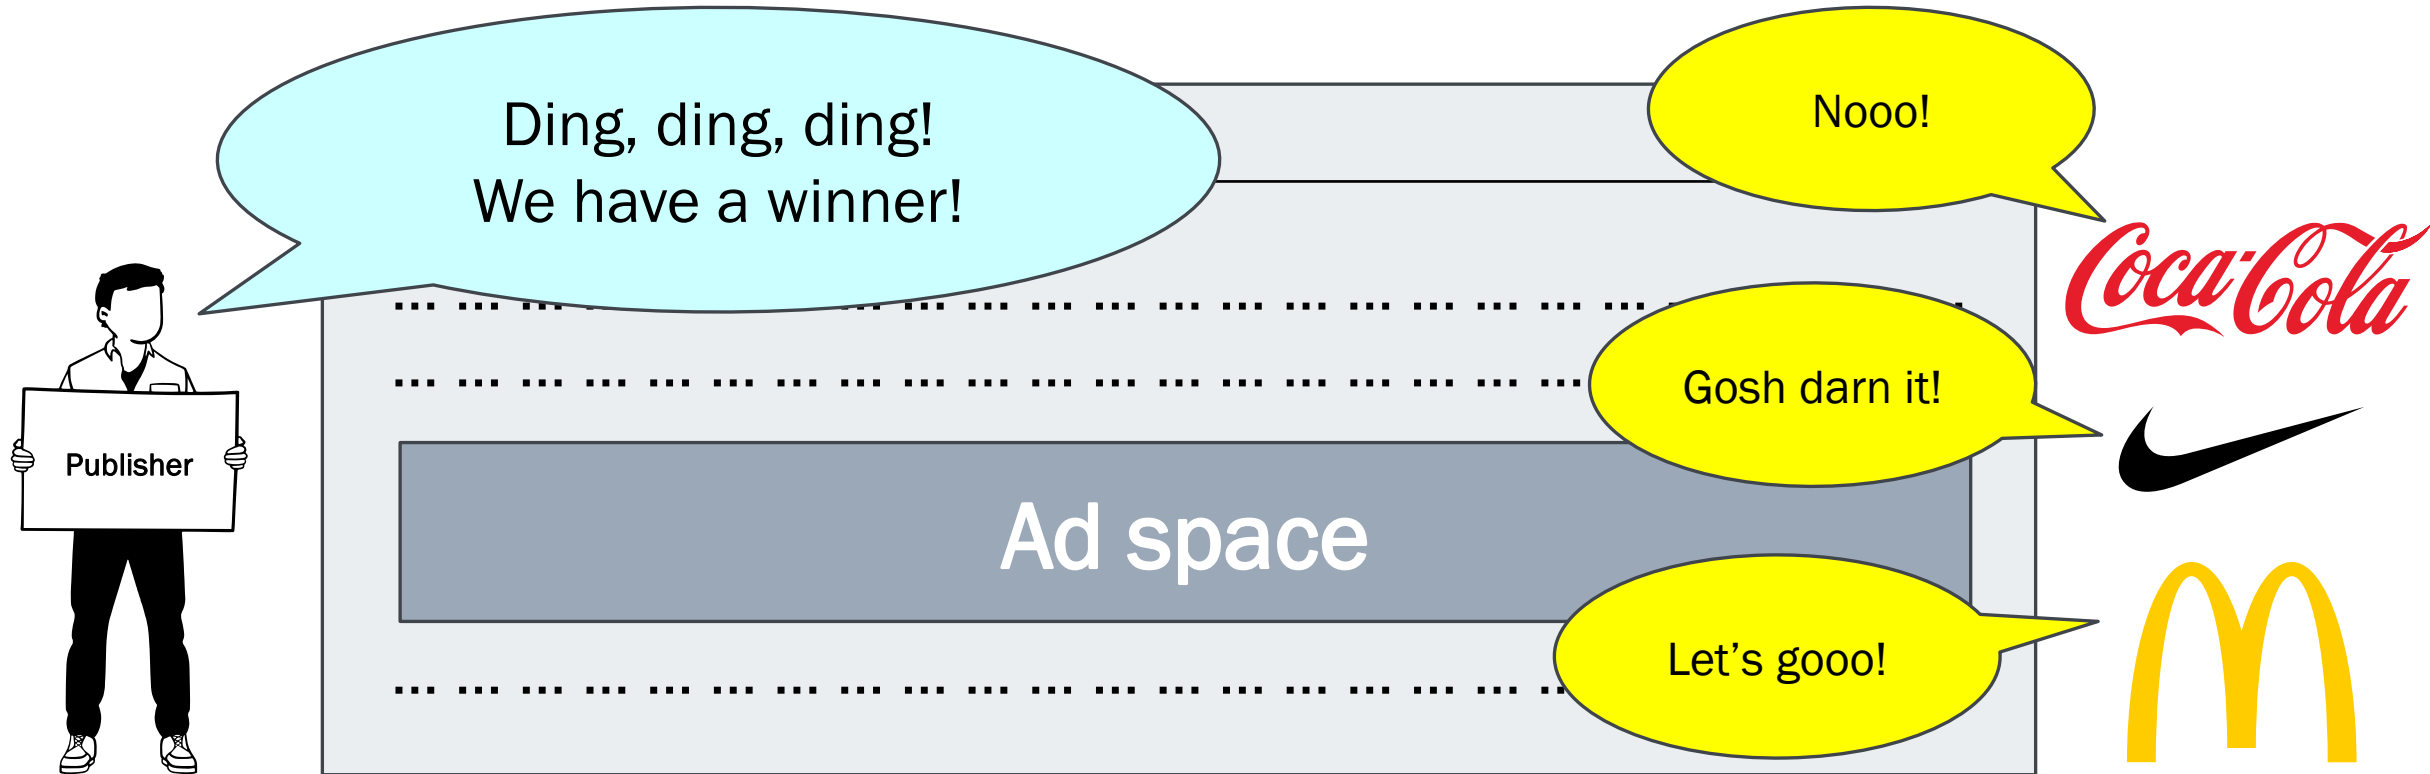 Ding, ding, ding!
We have a winner!
Nooo!
Coca-Cola
Gosh darn it!
Publisher
Ad space
Let’s gooo!